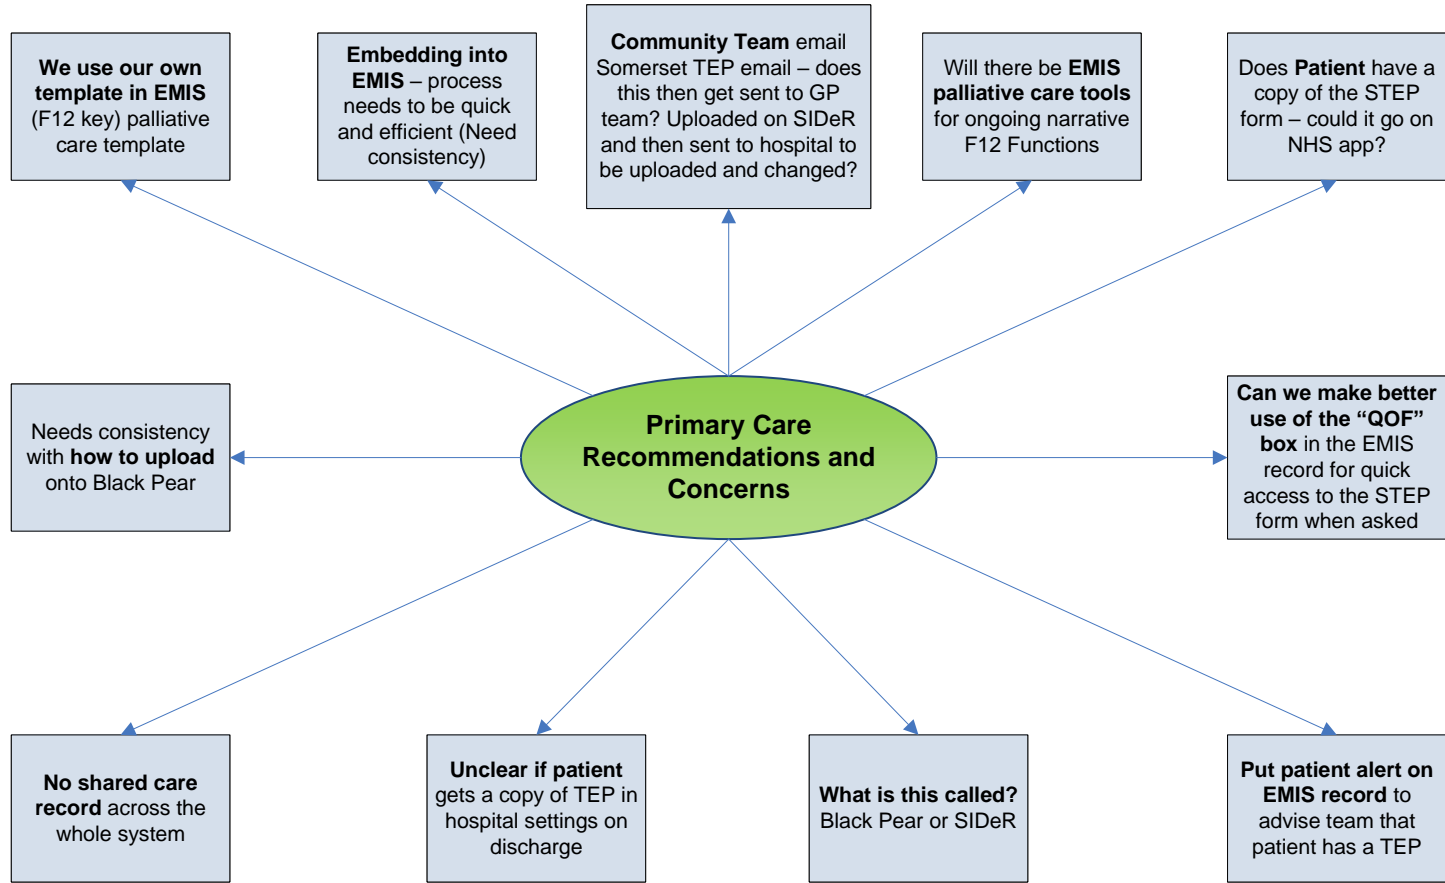 We use our own
template in EMIS
(F12 key) palliative
care template
Embedding into
EMIS – process
needs to be quick
and efficient (Need
consistency)
Community Team email
Somerset TEP email – does
this then get sent to GP
team? Uploaded on SIDeR
and then sent to hospital to
be uploaded and changed?
Will there be EMIS
palliative care tools
for ongoing narrative
F12 Functions
Does Patient have a
copy of the STEP
form – could it go on
NHS app?
Needs consistency
with how to upload
onto Black Pear
Primary Care
Recommendations and
Concerns
Can we make better
use of the “QOF”
box in the EMIS
record for quick
access to the STEP
form when asked
No shared care
record across the
whole system
Unclear if patient
gets a copy of TEP in
hospital settings on
discharge
What is this called?
Black Pear or SIDeR
Put patient alert on
EMIS record to
advise team that
patient has a TEP